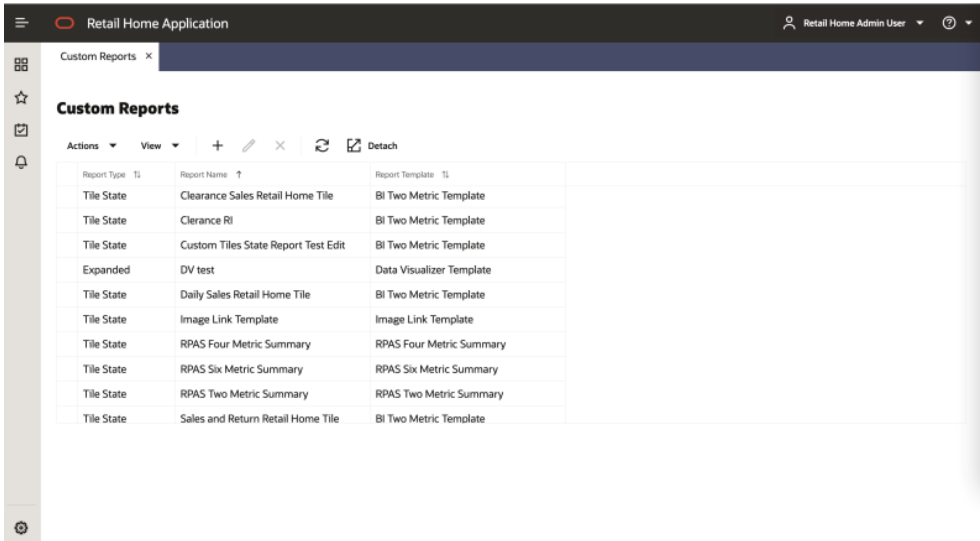 Retail Home Application
Retail Home Admin User
Custom Reports ×
Custom Reports
Actions View Detach
Report Type Report Name Report Template
Tile State Clearance Sales Retail Home Tile BI Two Metric Template
Tile State Clerance RI BI Two Metric Template
Tile State Custom Tiles State Report Test Edit BI Two Metric Template
Expanded DV test Data Visualizer Template
Tile State Daily Sales Retail Home Tile BI Two Metric Template
Tile State Image Link Template Image Link Template
Tile State RPAS Four Metric Summary RPAS Four Metric Summary
Tile State RPAS Six Metric Summary RPAS Six Metric Summary
Tile State RPAS Two Metric Summary RPAS Two Metric Summary
Tile State Sales and Return Retail Home Tile BI Two Metric Template